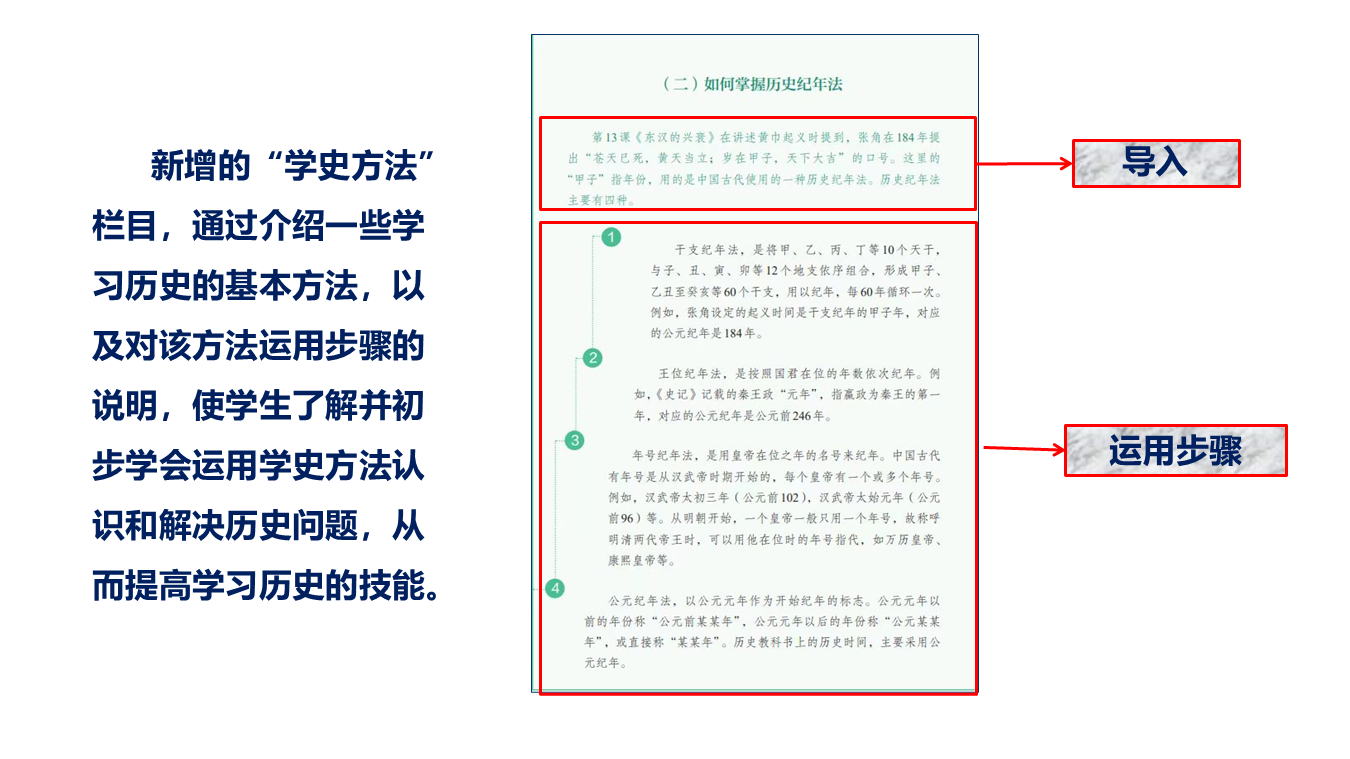 新增的“学史方法”
栏目，通过介绍一些学
习历史的基本方法，以
及对该方法运用步骤的
说明，使学生了解并初
步学会运用学史方法认
识和解决历史问题，从
而提高学习历史的技能。
（二）如何掌握历史纪年法
第13课《东汉的兴衰》在讲述黄巾起义时提到，张角在184年提
出“苍天已死，黄天当立；岁在甲子，天下大吉”的口号。这里的
“甲子”指年份，用的是中国古代使用的一种历史纪年法。历史纪年法
主要有四种。
1
干支纪年法，是将甲、乙、丙、丁等10个天干，
与子、丑、寅、卯等12个地支依序组合，形成甲子、
乙丑至癸亥等60个干支，用以纪年，每60年循环一次。
例如，张角设定的起义时间是干支纪年的甲子年，对应
的公元纪年是184年。
2
王位纪年法，是按照国君在位的年数依次纪年。例
如，《史记》记载的秦王政“元年”，指嬴政为秦王的第一
年，对应的公元纪年是公元前246年。
3
年号纪年法，是用皇帝在位之年的名号来纪年。中国古代
有年号是从汉武帝时期开始的，每个皇帝有一个或多个年号。
例如，汉武帝太初三年（公元前102），汉武帝太始元年（公元
前96）等。从明朝开始，一个皇帝一般只用一个年号，故称呼
明清两代帝王时，可以用他在位时的年号指代，如万历皇帝、
康熙皇帝等。
4
公元纪年法，以公元元年作为开始纪年的标志。公元元年以
前的年份称“公元前某某年”，公元元年以后的年份称“公元某某
年”，或直接称“某某年”。历史教科书上的历史时间，主要采用公
元纪年。
导入
运用步骤